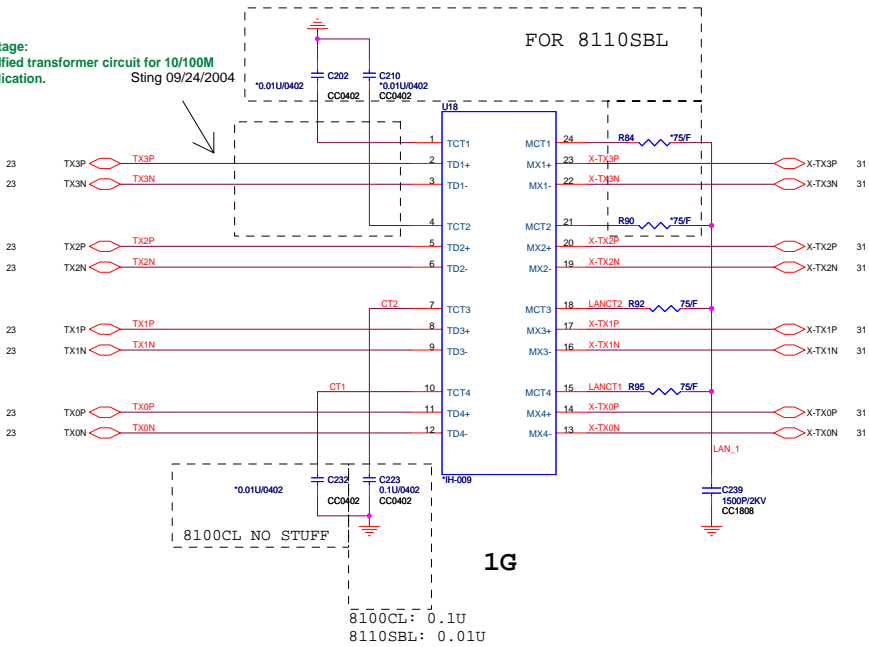 FOR 8110SBL
tage:
lfied transformer circuit for 10/100M
lication.
Sting 09/24/2004
C202
*0.01U/0402
CC0402
C210
*0.01U/0402
CC0402
U18
1 TCT1 MCT1 24 R84 *75/F
23 TX3P TX3P 2 TD1+ MX1+ 23 X-TX3P X-TX3P 31
23 TX3N TX3N 3 TD1- MX1- 22 X-TX3N X-TX3N 31
4 TCT2 MCT2 21 R90 *75/F
23 TX2P TX2P 5 TD2+ MX2+ 20 X-TX2P X-TX2P 31
23 TX2N TX2N 6 TD2- MX2- 19 X-TX2N X-TX2N 31
CT2 7 TCT3 MCT3 18 LANCT2 R92 75/F
23 TX1P TX1P 8 TD3+ MX3+ 17 X-TX1P X-TX1P 31
23 TX1N TX1N 9 TD3- MX3- 16 X-TX1N X-TX1N 31
CT1 10 TCT4 MCT4 15 LANCT1 R95 75/F
23 TX0P TX0P 11 TD4+ MX4+ 14 X-TX0P X-TX0P 31
23 TX0N TX0N 12 TD4- MX4- 13 X-TX0N X-TX0N 31
LAN_1
*IH-009
C232
*0.01U/0402
CC0402
C223
0.1U/0402
CC0402
C239
1500P/2KV
CC1808
8100CL NO STUFF
1G
8100CL: 0.1U
8110SBL: 0.01U